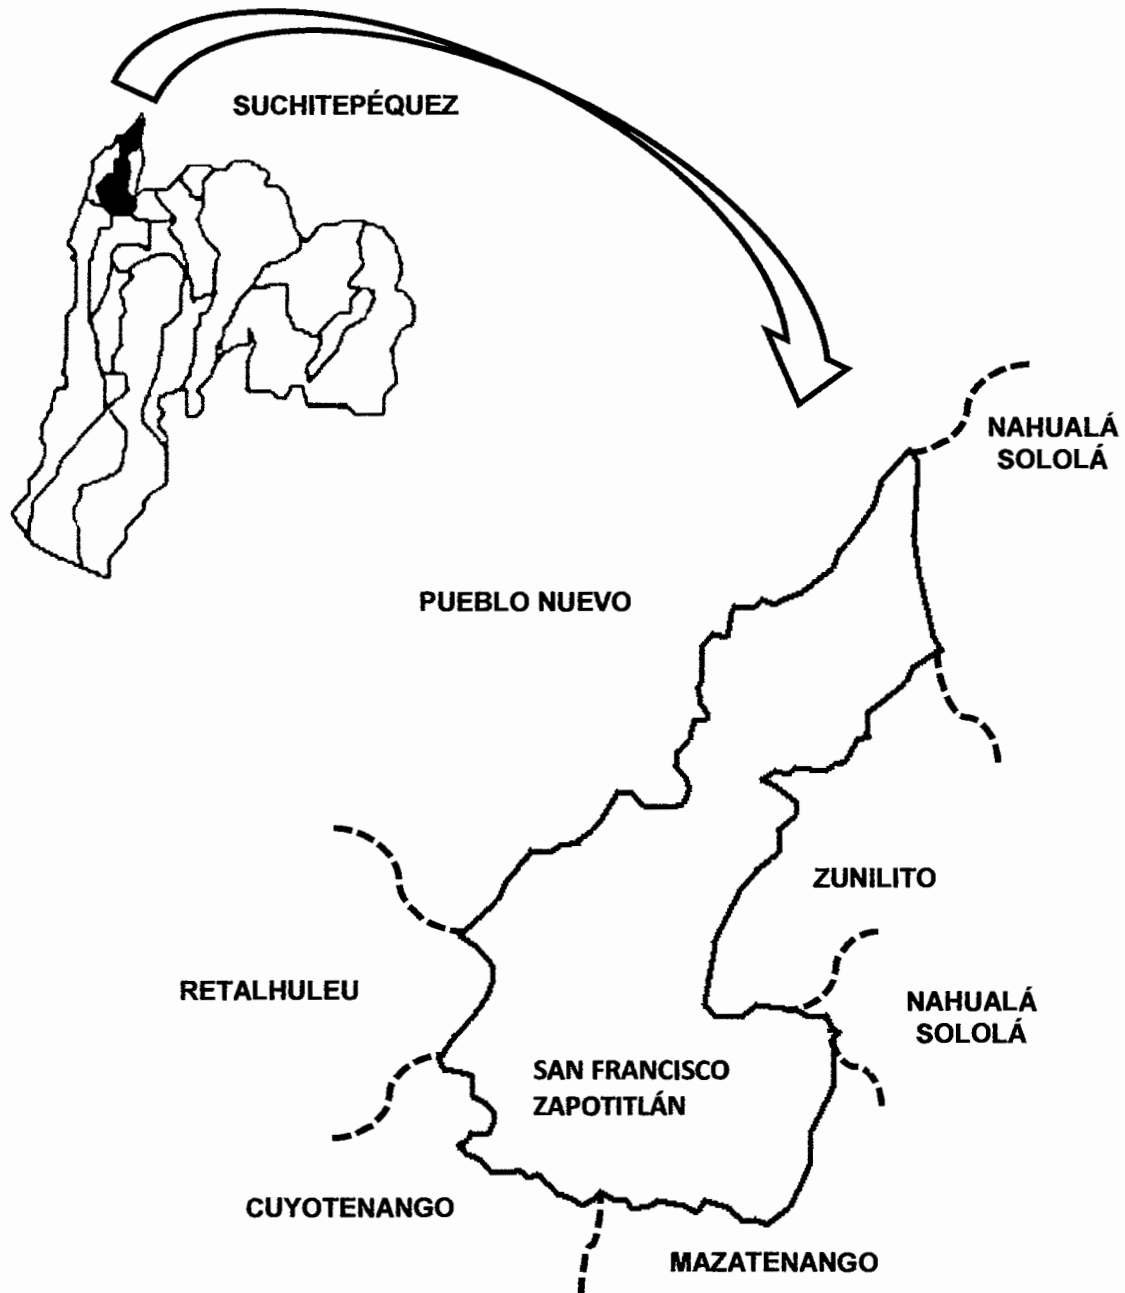 SUCHITEPÉQUEZ
NAHUALÁ
SOLOLÁ
PUEBLO NUEVO
ZUNILITO
RETALHULEU
NAHUALÁ
SOLOLÁ
SAN FRANCISCO
ZAPOTITLÁN
CUYOTENANGO
MAZATENANGO